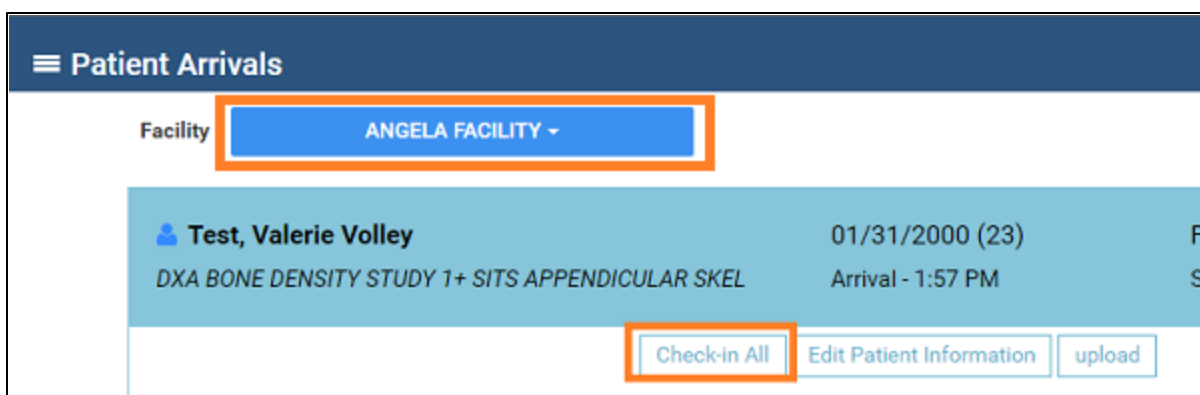 Patient Arrivals
Facility ANGELA FACILITY
Test, Valerie Volley 01/31/2000 (23) F
DXA BONE DENSITY STUDY 1+ SITS APPENDICULAR SKEL Arrival - 1:57 PM S
Check-in All Edit Patient Information upload